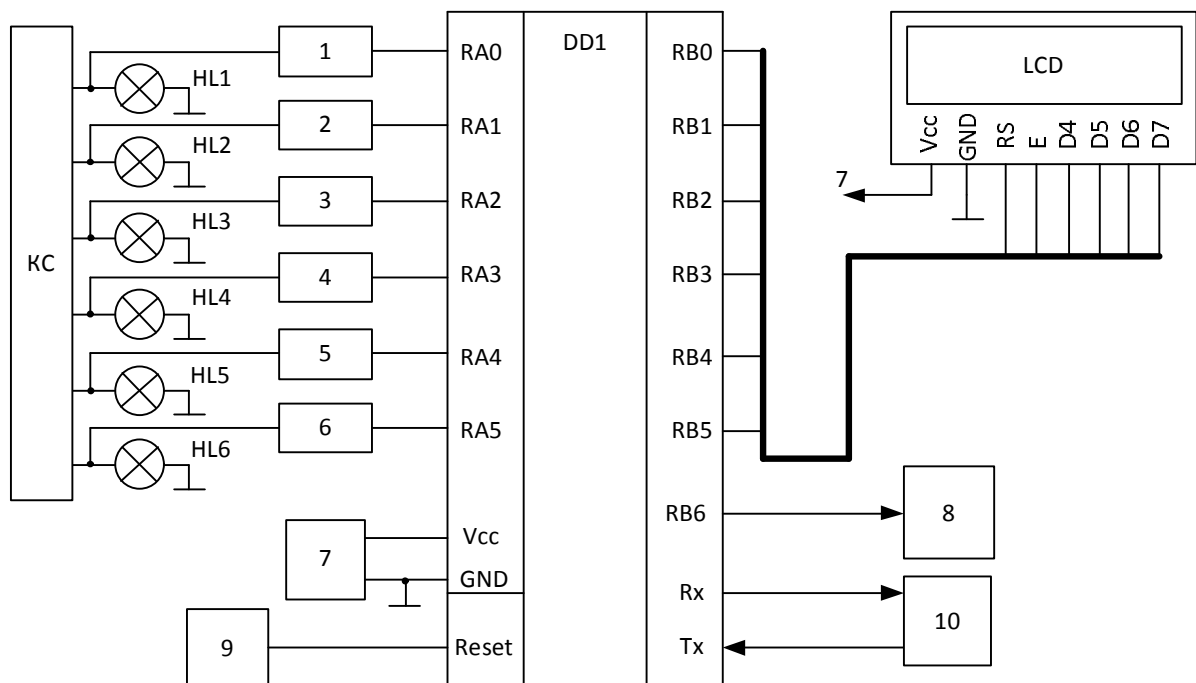 КС
HL1
HL2
HL3
HL4
HL5
HL6
1
2
3
4
5
6
7
9
RA0
RA1
RA2
RA3
RA4
RA5
Vcc
GND
Reset
DD1
RB0
RB1
RB2
RB3
RB4
RB5
RB6
Rx
Tx
LCD
Vcc
GND
RS
E
D4
D5
D6
D7
7
8
10